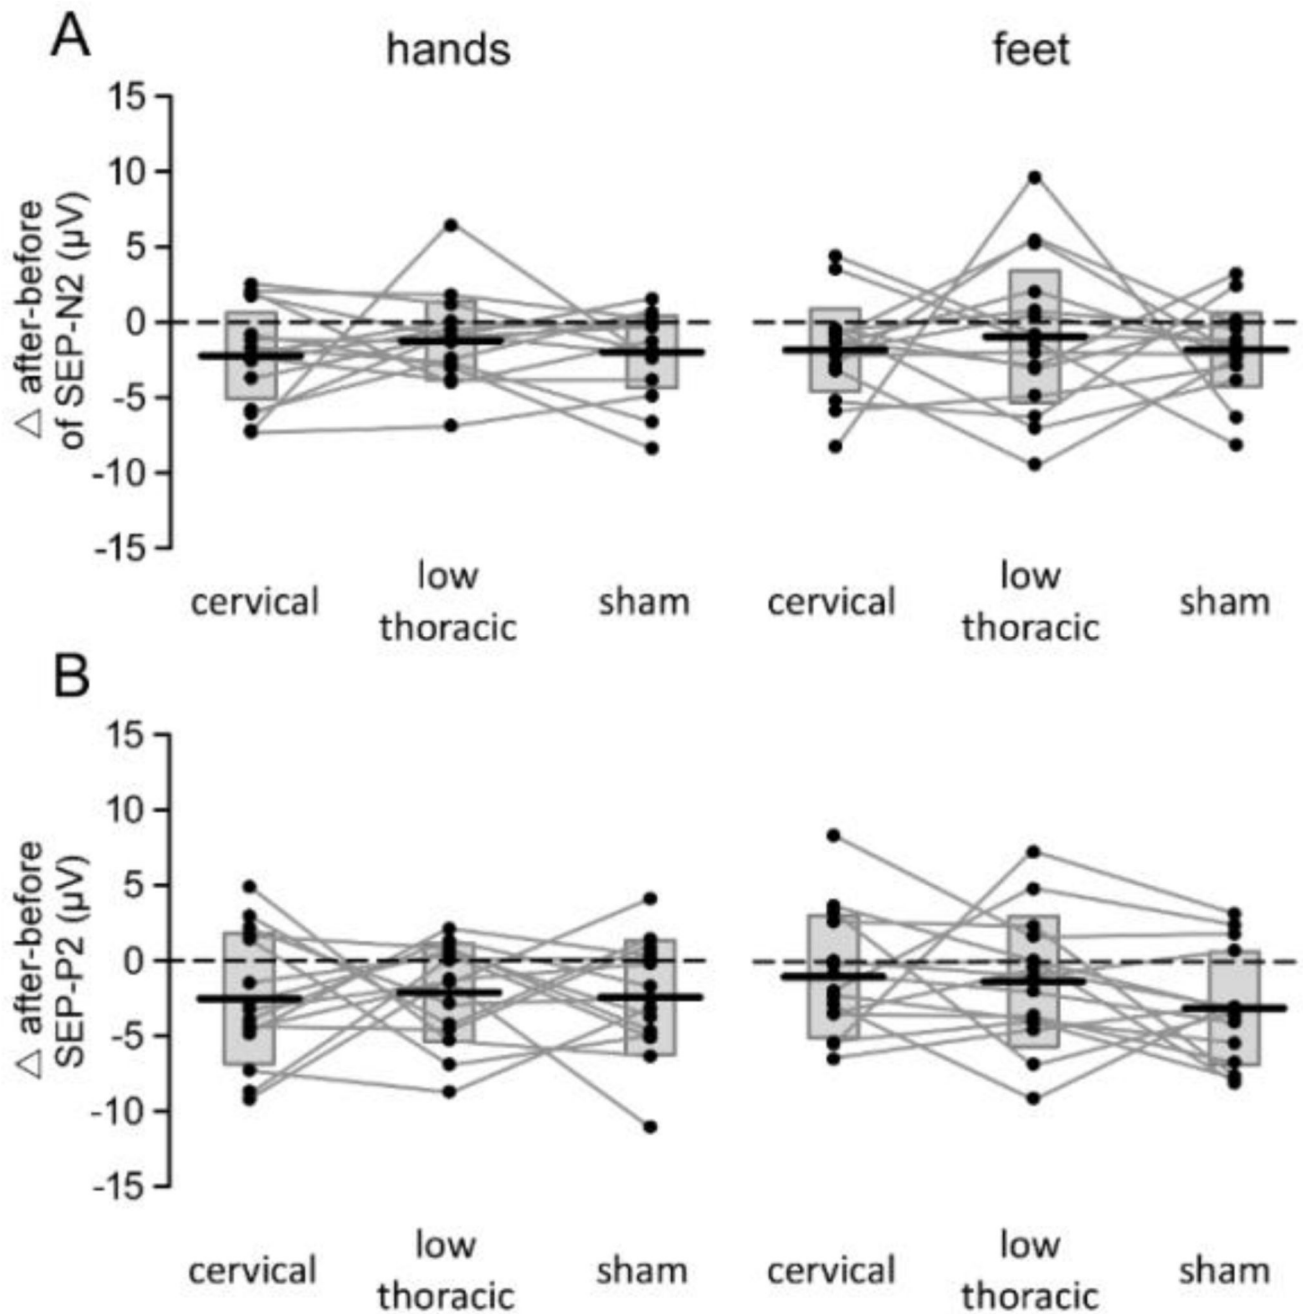 A
hands
feet
15
10
5
0
-5
-10
-15
△ after-before
of SEP-N2 (μV)
cervical
low
thoracic
sham
cervical
low
thoracic
sham
B
15
10
5
0
-5
-10
-15
△ after-before
SEP-P2 (μV)
cervical
low
thoracic
sham
cervical
low
thoracic
sham